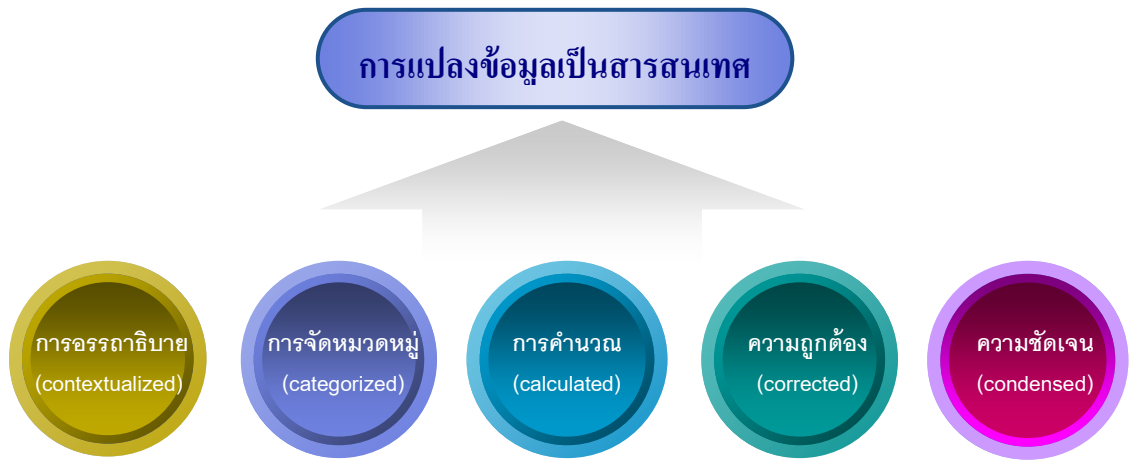 การแปลงข้อมูลเป็นสารสนเทศ
การอรรถาธิบาย
(contextualized)
การจัดหมวดหมู่
(categorized)
การคำนวณ
(calculated)
ความถูกต้อง
(corrected)
ความชัดเจน
(condensed)